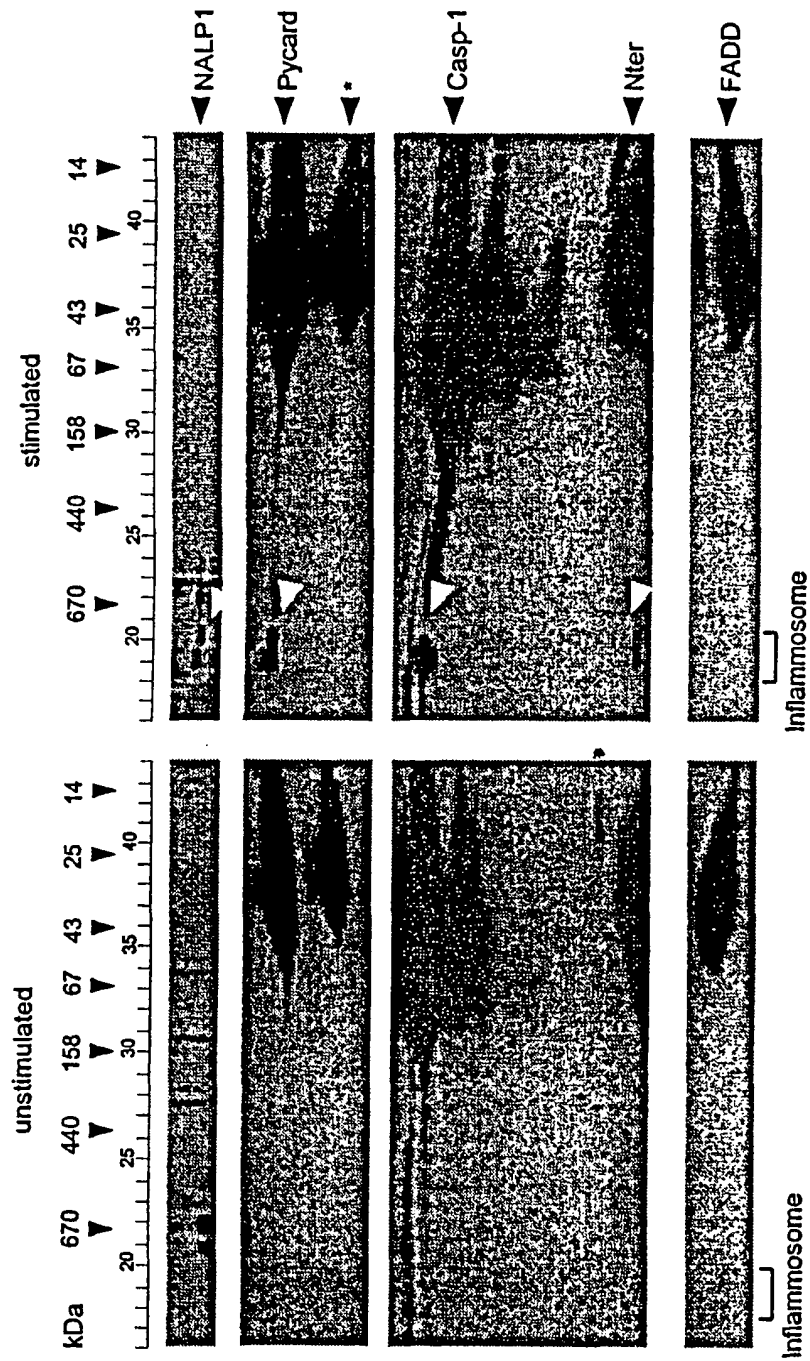 unstimulated
stimulated
kDa 670 440 158 67 43 25 14
670 440 158 67 43 25 14
20 25 30 35 40
20 25 30 35 40
NALP1
Pycard
*
Casp-1
Nter
FADD
Inflammosome
Inflammosome